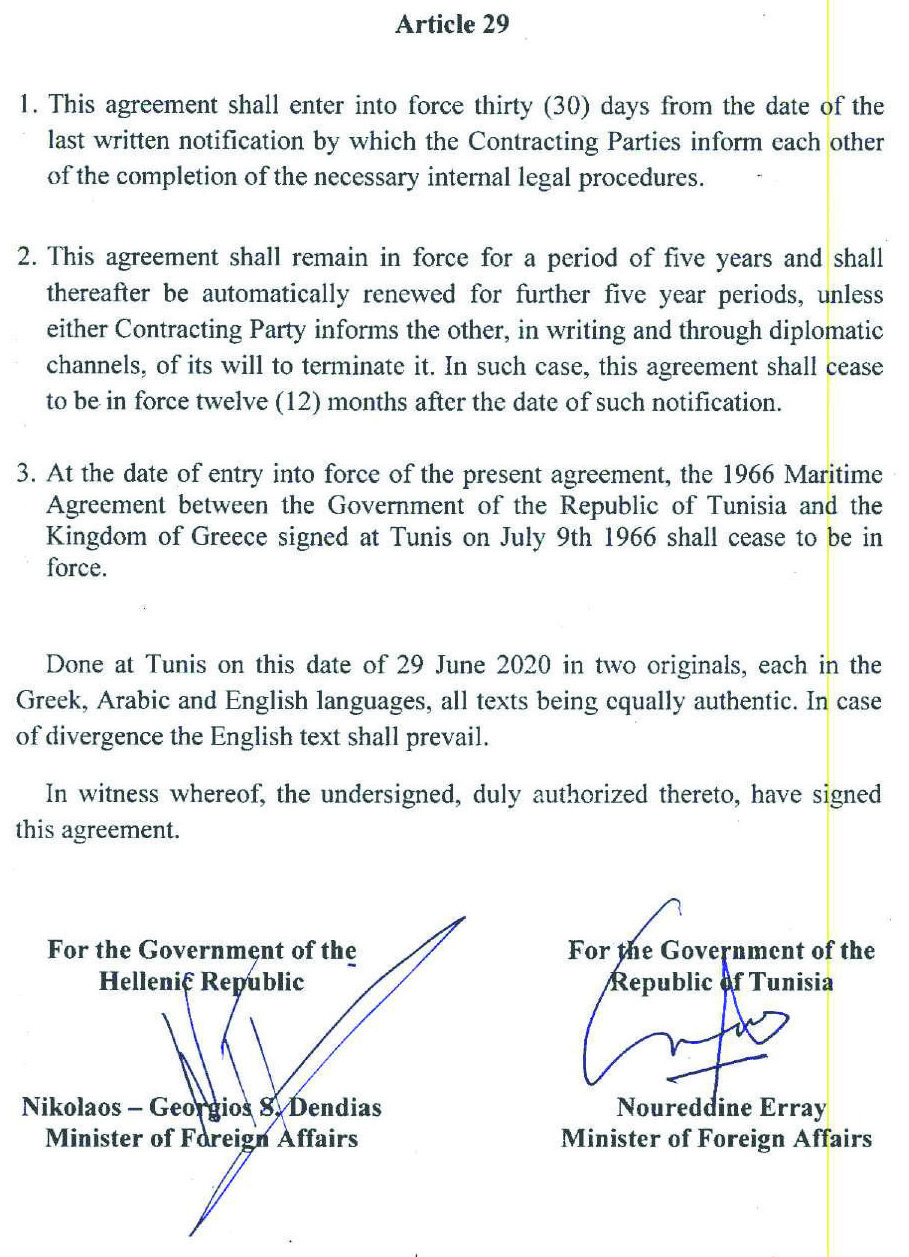 Article 29
1. This agreement shall enter into force thirty (30) days from the date of the
last written notification by which the Contracting Parties inform each other
of the completion of the necessary internal legal procedures.
2. This agreement shall remain in force for a period of five years and shall
thereafter be automatically renewed for further five year periods, unless
either Contracting Party informs the other, in writing and through diplomatic
channels, of its will to terminate it. In such case, this agreement shall cease
to be in force twelve (12) months after the date of such notification.
3. At the date of entry into force of the present agreement, the 1966 Maritime
Agreement between the Government of the Republic of Tunisia and the
Kingdom of Greece signed at Tunis on July 9th 1966 shall cease to be in
force.
Done at Tunis on this date of 29 June 2020 in two originals, each in the
Greek, Arabic and English languages, all texts being equally authentic. In case
of divergence the English text shall prevail.
In witness whereof, the undersigned, duly authorized thereto, have signed
this agreement.
For the Government of the
Hellenic Republic
Nikolaos – Georgios S. Dendias
Minister of Foreign Affairs
For the Government of the
Republic of Tunisia
Noureddine Erray
Minister of Foreign Affairs